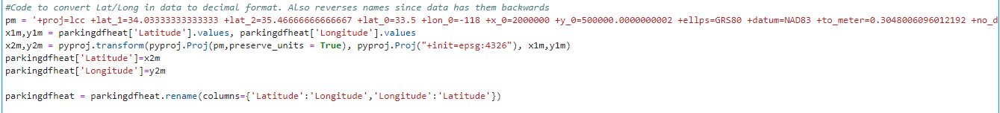 #Code to convert Lat/Long in data to decimal format. Also reverses names since data has them backwards
pm = '+proj=lcc +lat_1=34.03333333333333 +lat_2=35.46666666666667 +lat_0=33.5 +lon_0=-118 +x_0=2000000 +y_0=500000.0000000002 +ellps=GRS80 +datum=NAD83 +to_meter=0.3048006096012192 +no_d
x1m,y1m = parkingdfheat['Latitude'].values, parkingdfheat['Longitude'].values
x2m,y2m = pyproj.transform(pyproj.Proj(pm,preserve_units = True), pyproj.Proj("+init=epsg:4326"), x1m,y1m)
parkingdfheat['Latitude']=x2m
parkingdfheat['Longitude']=y2m
parkingdfheat = parkingdfheat.rename(columns={'Latitude':'Longitude','Longitude':'Latitude'})